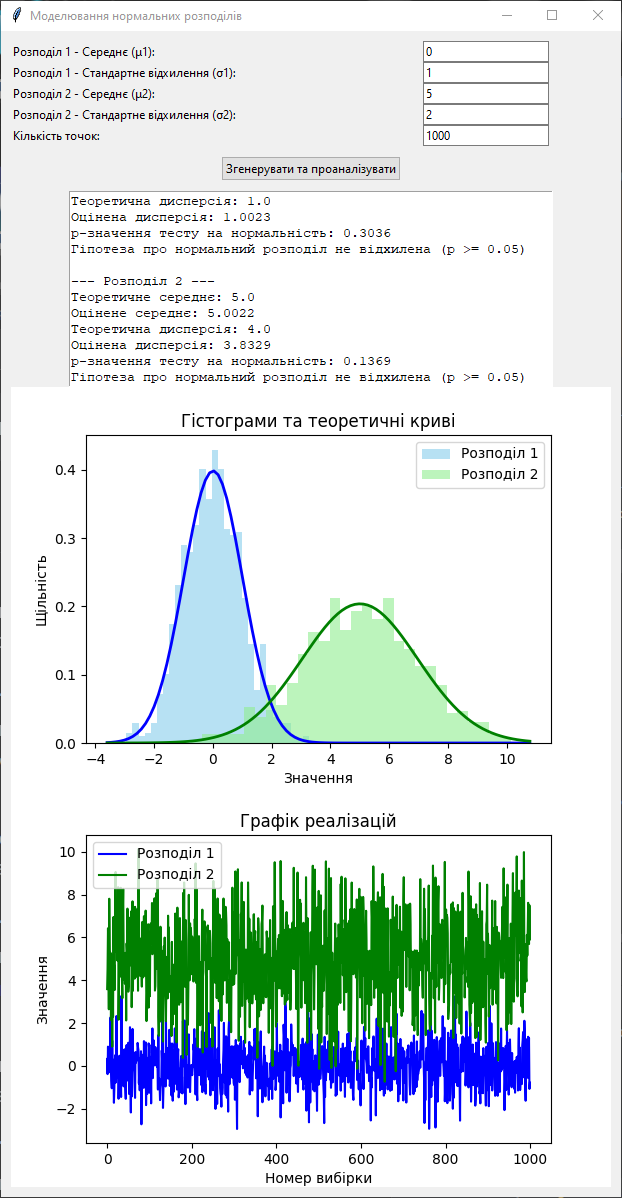 Моделювання нормальних розподілів
Розподіл 1 - Середнє (μ1): 0
Розподіл 1 - Стандартне відхилення (σ1): 1
Розподіл 2 - Середнє (μ2): 5
Розподіл 2 - Стандартне відхилення (σ2): 2
Кількість точок: 1000
Згенерувати та проаналізувати
Теоретична дисперсія: 1.0
Оцінена дисперсія: 1.0023
p-значення тесту на нормальність: 0.3036
Гіпотеза про нормальний розподіл не відхилена (p >= 0.05)
--- Розподіл 2 ---
Теоретичне середнє: 5.0
Оцінене середнє: 5.0022
Теоретична дисперсія: 4.0
Оцінена дисперсія: 3.8329
p-значення тесту на нормальність: 0.1369
Гіпотеза про нормальний розподіл не відхилена (p >= 0.05)
Гістограми та теоретичні криві
Розподіл 1
Розподіл 2
Щільність
0.4
0.3
0.2
0.1
0.0
−4 −2 0 2 4 6 8 10
Значення
Графік реалізацій
Розподіл 1
Розподіл 2
Значення
10
8
6
4
2
0
−2
0 200 400 600 800 1000
Номер вибірки